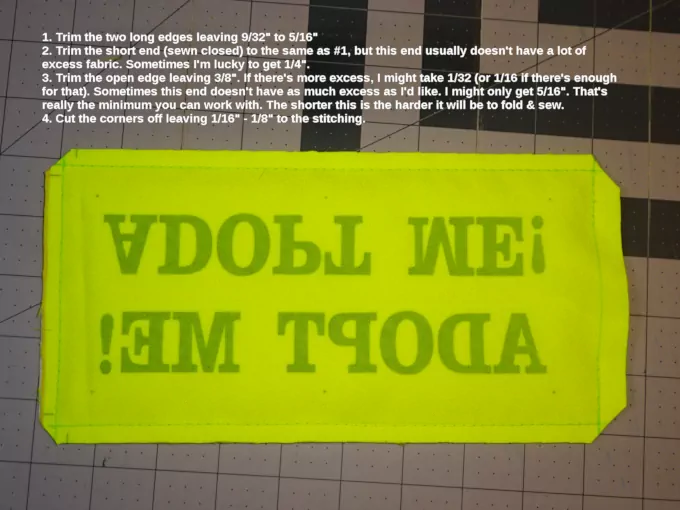 1. Trim the two long edges leaving 9/32" to 5/16"
2. Trim the short end (sewn closed) to the same as #1, but this end usually doesn't have a lot of
excess fabric. Sometimes I'm lucky to get 1/4".
3. Trim the open edge leaving 3/8". If there's more excess, I might take 1/32 (or 1/16 if there's enough
for that). Sometimes this end doesn't have as much excess as I'd like. I might only get 5/16". That's
really the minimum you can work with. The shorter this is the harder it will be to fold & sew.
4. Cut the corners off leaving 1/16" - 1/8" to the stitching.
ADOPT ME!
ADOPT ME!